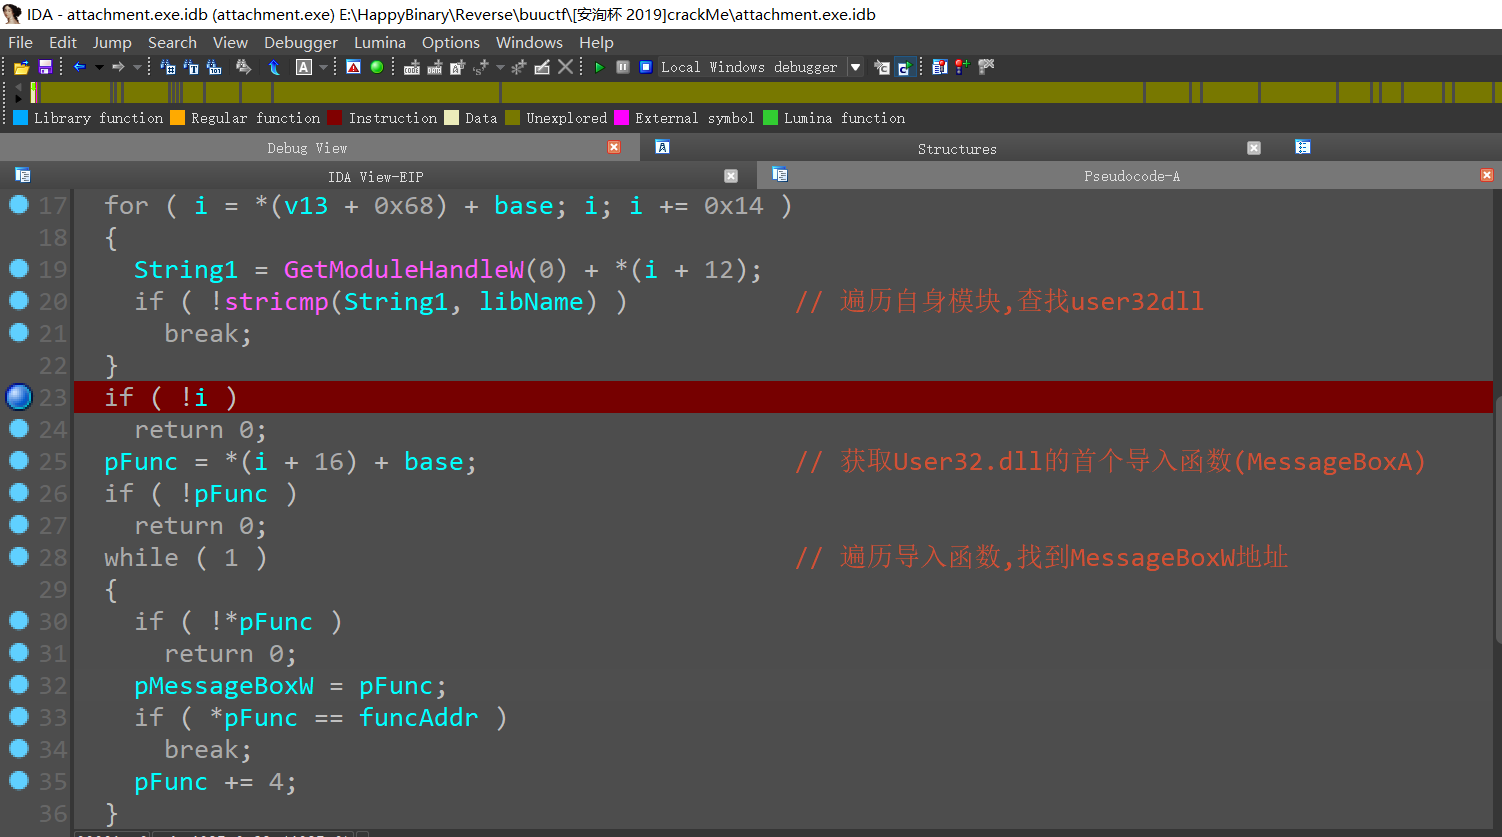 IDA - attachment.exe.idb (attachment.exe) E:\HappyBinary\Reverse\buuctf\[安洵杯 2019]crackMe\attachment.exe.idb
File Edit Jump Search View Debugger Lumina Options Windows Help
Local Windows debugger
Library function Regular function Instruction Data Unexplored External symbol Lumina function
Debug View Structures
IDA View-EIP Pseudocode-A
17 for ( i = *(v13 + 0x68) + base; i; i += 0x14 )
18 {
19 String1 = GetModuleHandleW(0) + *(i + 12);
20 if ( !stricmp(String1, libName) ) // 遍历自身模块,查找user32dll
21 break;
22 }
23 if ( !i )
24 return 0;
25 pFunc = *(i + 16) + base; // 获取User32.dll的首个导入函数(MessageBoxA)
26 if ( !pFunc )
27 return 0;
28 while ( 1 ) // 遍历导入函数,找到MessageBoxW地址
29 {
30 if ( !*pFunc )
31 return 0;
32 pMessageBoxW = pFunc;
33 if ( *pFunc == funcAddr )
34 break;
35 pFunc += 4;
36 }